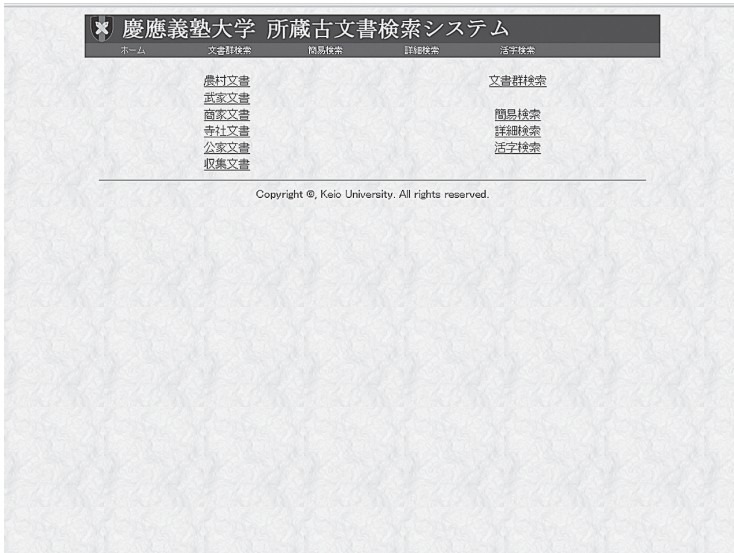 慶應義塾大学 所蔵古文書検索システム
ホーム 文書群検索 簡易検索 詳細検索 活字検索
農村文書 文書群検索
武家文書
商家文書 簡易検索
寺社文書 詳細検索
公家文書 活字検索
収集文書
Copyright ©, Keio University. All rights reserved.